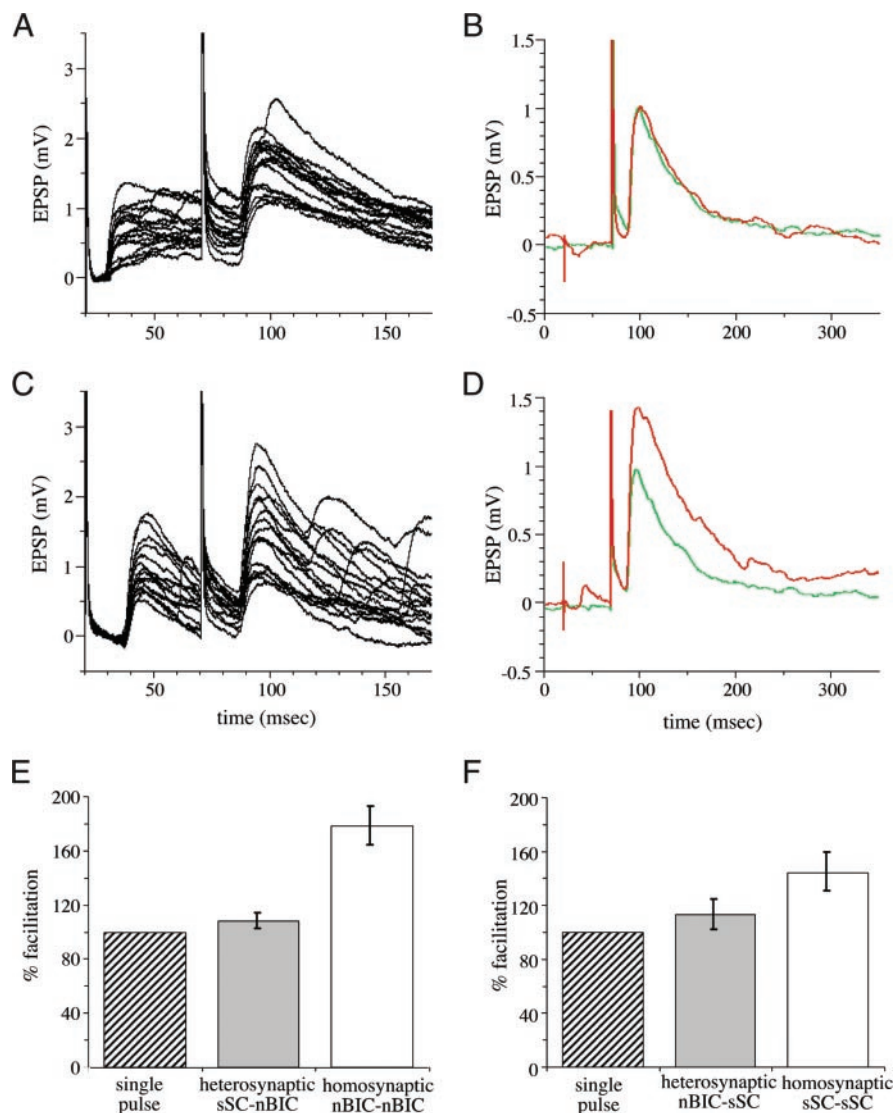 A
B
EPSP (mV)
3
2
1
0
50
100
150
EPSP (mV)
1.5
1
0.5
0
-0.5
0
100
200
300
C
D
EPSP (mV)
3
2
1
0
50
100
150
time (msec)
EPSP (mV)
1.5
1
0.5
0
-0.5
0
100
200
300
time (msec)
E
F
% facilitation
200
160
120
80
40
0
single
pulse
heterosynaptic
sSC-nBIC
homosynaptic
nBIC-nBIC
% facilitation
200
160
120
80
40
0
single
pulse
heterosynaptic
nBIC-sSC
homosynaptic
sSC-sSC